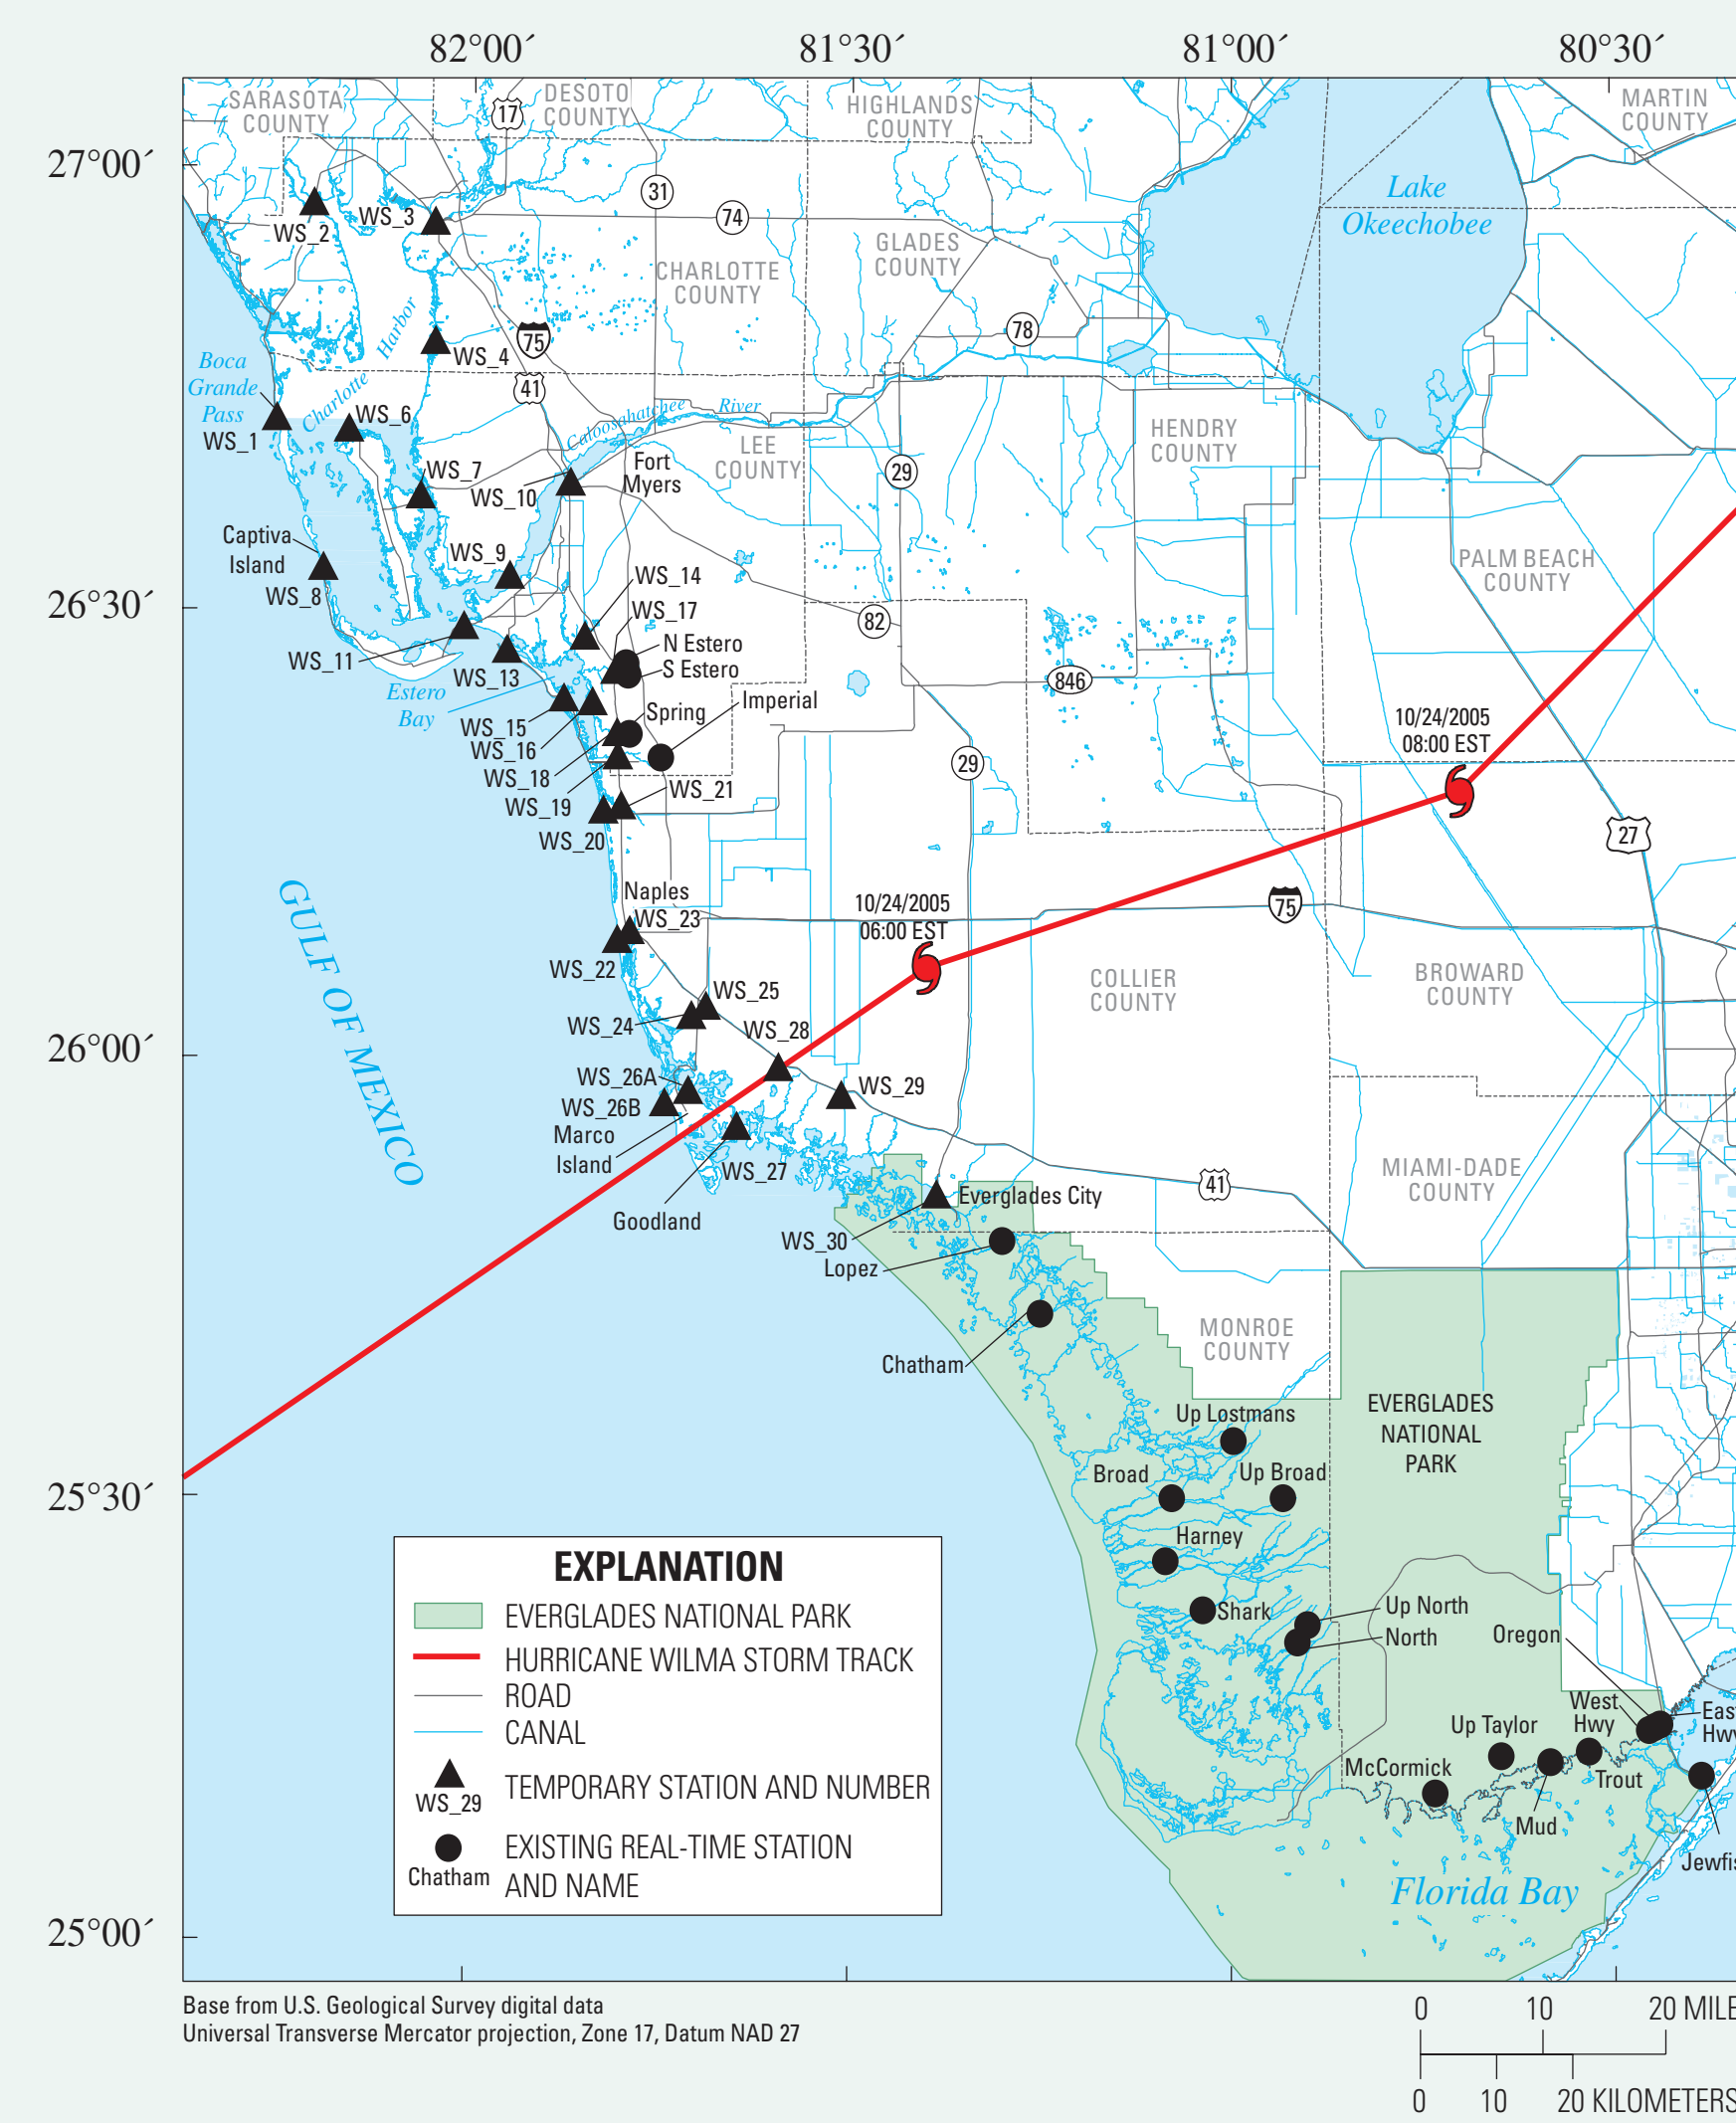 82°00´
81°30´
81°00´
80°30´
27°00´
26°30´
26°00´
25°30´
25°00´
SARASOTA
COUNTY
DESOTO
COUNTY
HIGHLANDS
COUNTY
MARTIN
COUNTY
17
31
74
WS_2
WS_3
Lake
Okeechobee
GLADES
COUNTY
CHARLOTTE
COUNTY
78
75
WS_4
41
Charlotte
Harbor
Boca
Grande
Pass
WS_1
WS_6
Caloosahatchee
River
LEE
COUNTY
HENDRY
COUNTY
29
WS_7
WS_10
Fort
Myers
Captiva
Island
WS_8
WS_9
WS_14
WS_17
N Estero
S Estero
82
846
PALM BEACH
COUNTY
WS_11
WS_13
Estero
Bay
Imperial
Spring
WS_15
WS_16
WS_18
WS_19
WS_21
WS_20
29
10/24/2005
08:00 EST
27
GULF OF MEXICO
Naples
WS_23
WS_22
10/24/2005
06:00 EST
75
COLLIER
COUNTY
BROWARD
COUNTY
WS_25
WS_24
WS_28
WS_26A
WS_26B
WS_29
Marco
Island
WS_27
Goodland
41
MIAMI-DADE
COUNTY
Everglades City
WS_30
Lopez
Chatham
MONROE
COUNTY
EVERGLADES
NATIONAL
PARK
Up Lostmans
Broad
Up Broad
Harney
Shark
Up North
North
Oregon
West
Hwy
East
Hwy
Up Taylor
McCormick
Trout
Mud
Jewfis
Florida Bay
EXPLANATION
EVERGLADES NATIONAL PARK
HURRICANE WILMA STORM TRACK
ROAD
CANAL
WS_29
TEMPORARY STATION AND NUMBER
Chatham
EXISTING REAL-TIME STATION
AND NAME
Base from U.S. Geological Survey digital data
Universal Transverse Mercator projection, Zone 17, Datum NAD 27
0 10 20 MILE
0 10 20 KILOMETERS